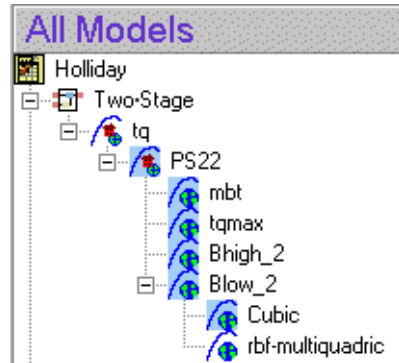 All Models
Holliday
Two-Stage
tq
PS22
mbt
tqmax
Bhigh_2
Blow_2
Cubic
rbf-multiquadric